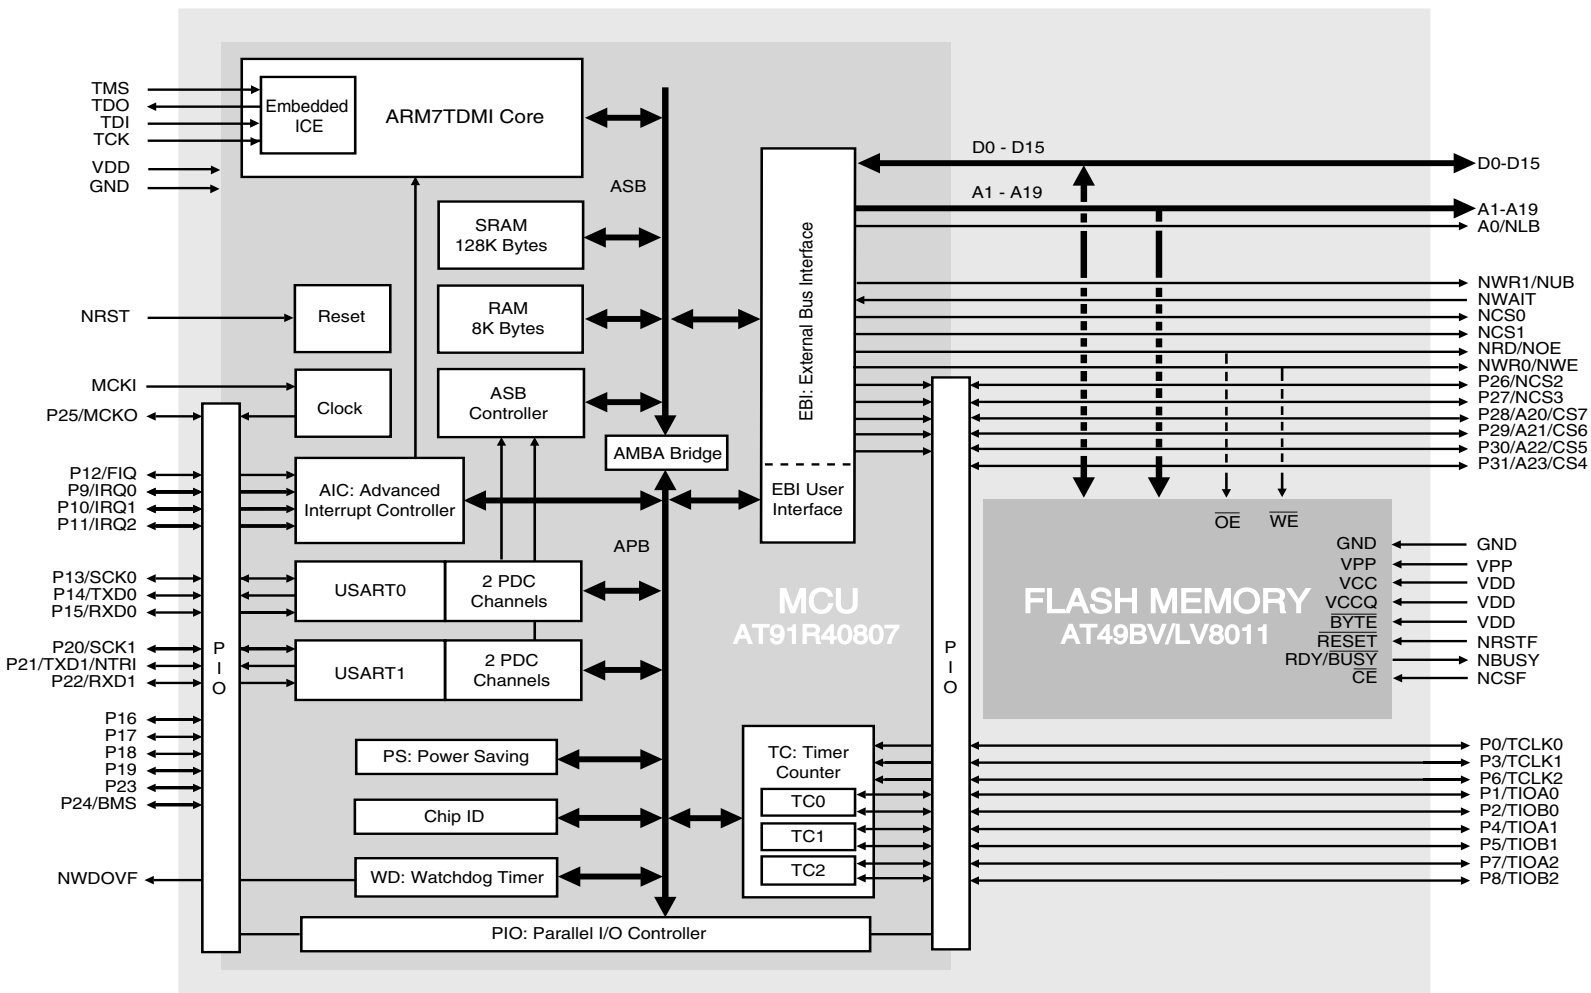 TMS
TDO
TDI
TCK
VDD
GND
Embedded
ICE
ARM7TDMI Core
ASB
SRAM
128K Bytes
RAM
8K Bytes
NRST
Reset
MCKI
P25/MCKO
Clock
ASB
Controller
AMBA Bridge
P12/FIQ
P9/IRQ0
P10/IRQ1
P11/IRQ2
AIC: Advanced
Interrupt Controller
APB
P13/SCK0
P14/TXD0
P15/RXD0
USART0
2 PDC
Channels
P20/SCK1
P21/TXD1/NTRI
P22/RXD1
USART1
2 PDC
Channels
P
I
O
P16
P17
P18
P19
P23
P24/BMS
PS: Power Saving
Chip ID
NWDOVF
WD: Watchdog Timer
PIO: Parallel I/O Controller
EBI: External Bus Interface
EBI User
Interface
MCU
AT91R40807
TC: Timer
Counter
TC0
TC1
TC2
P
I
O
D0 - D15
A1 - A19
D0-D15
A1-A19
A0/NLB
NWR1/NUB
NWAIT
NCS0
NCS1
NRD/NOE
NWR0/NWE
P26/NCS2
P27/NCS3
P28/A20/CS7
P29/A21/CS6
P30/A22/CS5
P31/A23/CS4
OE
WE
FLASH MEMORY
AT49BV/LV8011
GND
VPP
VCC
VCCQ
BYTE
RESET
RDY/BUSY
CE
GND
VPP
VDD
VDD
VDD
NRSTF
NBUSY
NCSF
P0/TCLK0
P3/TCLK1
P6/TCLK2
P1/TIOA0
P2/TIOB0
P4/TIOA1
P5/TIOB1
P7/TIOA2
P8/TIOB2